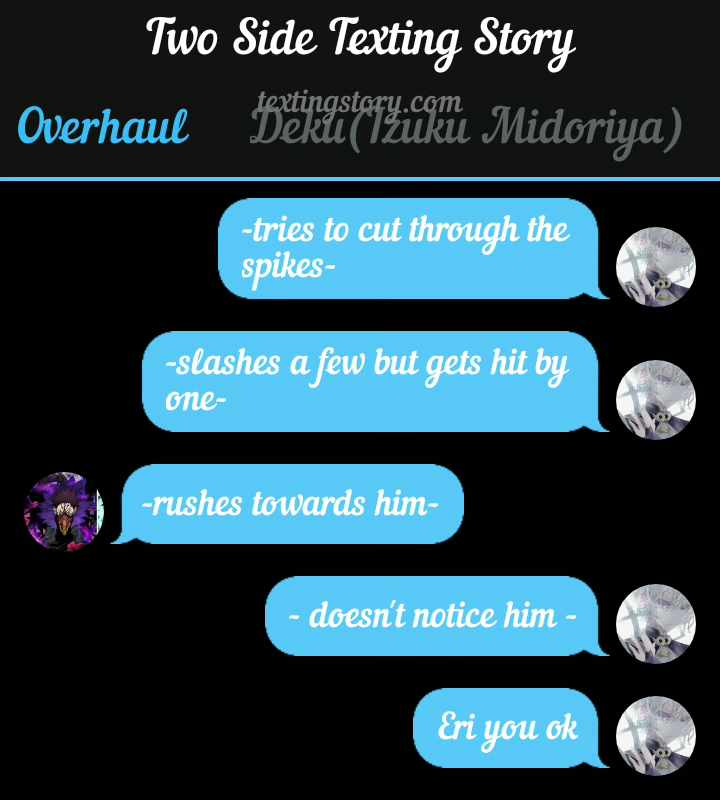 Two Side Texting Story
textingstory.com
Overhaul Deku(Izuku Midoriya)
-tries to cut through the
spikes-
-slashes a few but gets hit by
one-
-rushes towards him-
- doesn't notice him -
Eri you ok